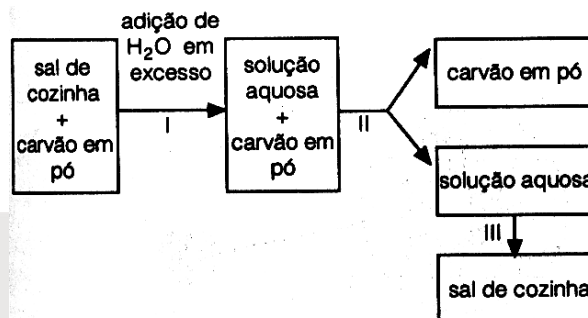 sal de
cozinha
+
carvão em
pó
adição de
H₂O em
excesso
I
solução
aquosa
+
carvão em
pó
II
carvão em pó
solução aquosa
III
sal de cozinha